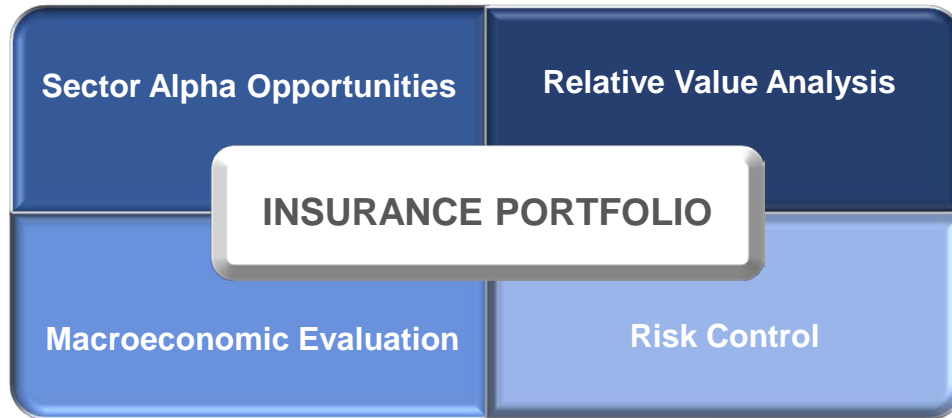 Sector Alpha Opportunities
Relative Value Analysis
INSURANCE PORTFOLIO
Macroeconomic Evaluation
Risk Control